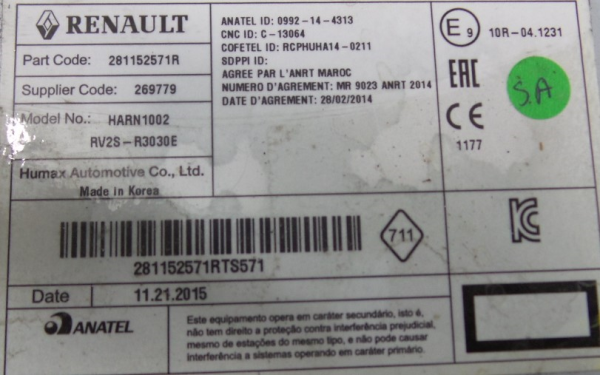 RENAULT
Part Code: 281152571R
Supplier Code: 269779
Model No.: HARN1002
RV2S-R3030E
Humax Automotive Co., Ltd.
Made in Korea
ANATEL ID: 0992-14-4313
CNC ID: C-13064
COFETEL ID: RCPHUHA14-0211
SDPPI ID:
AGREE PAR L'ANRT MAROC
NUMERO D'AGREMENT: MR 9023 ANRT 2014
DATE D'AGREMENT: 28/02/2014
E9 10R-04.1231
EAC
S.A
CE
1177
281152571RTS571
711
KC
Date 11.21.2015
ANATEL
Este equipamento opera em caráter secundário, isto é,
não tem direito a proteção contra interferência prejudicial,
mesmo de estações do mesmo tipo, e não pode causar
interferência a sistemas operando em caráter primário.